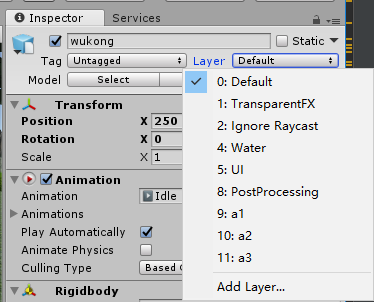 Inspector Services
wukong Static
Tag Untagged Layer Default
Model Select
0: Default
1: TransparentFX
2: Ignore Raycast
4: Water
5: UI
8: PostProcessing
9: a1
10: a2
11: a3
Add Layer...
Transform
Position X 250
Rotation X 0
Scale X 1
Animation
Animation Idle
Animations
Play Automatically
Animate Physics
Culling Type Based
Rigidbody